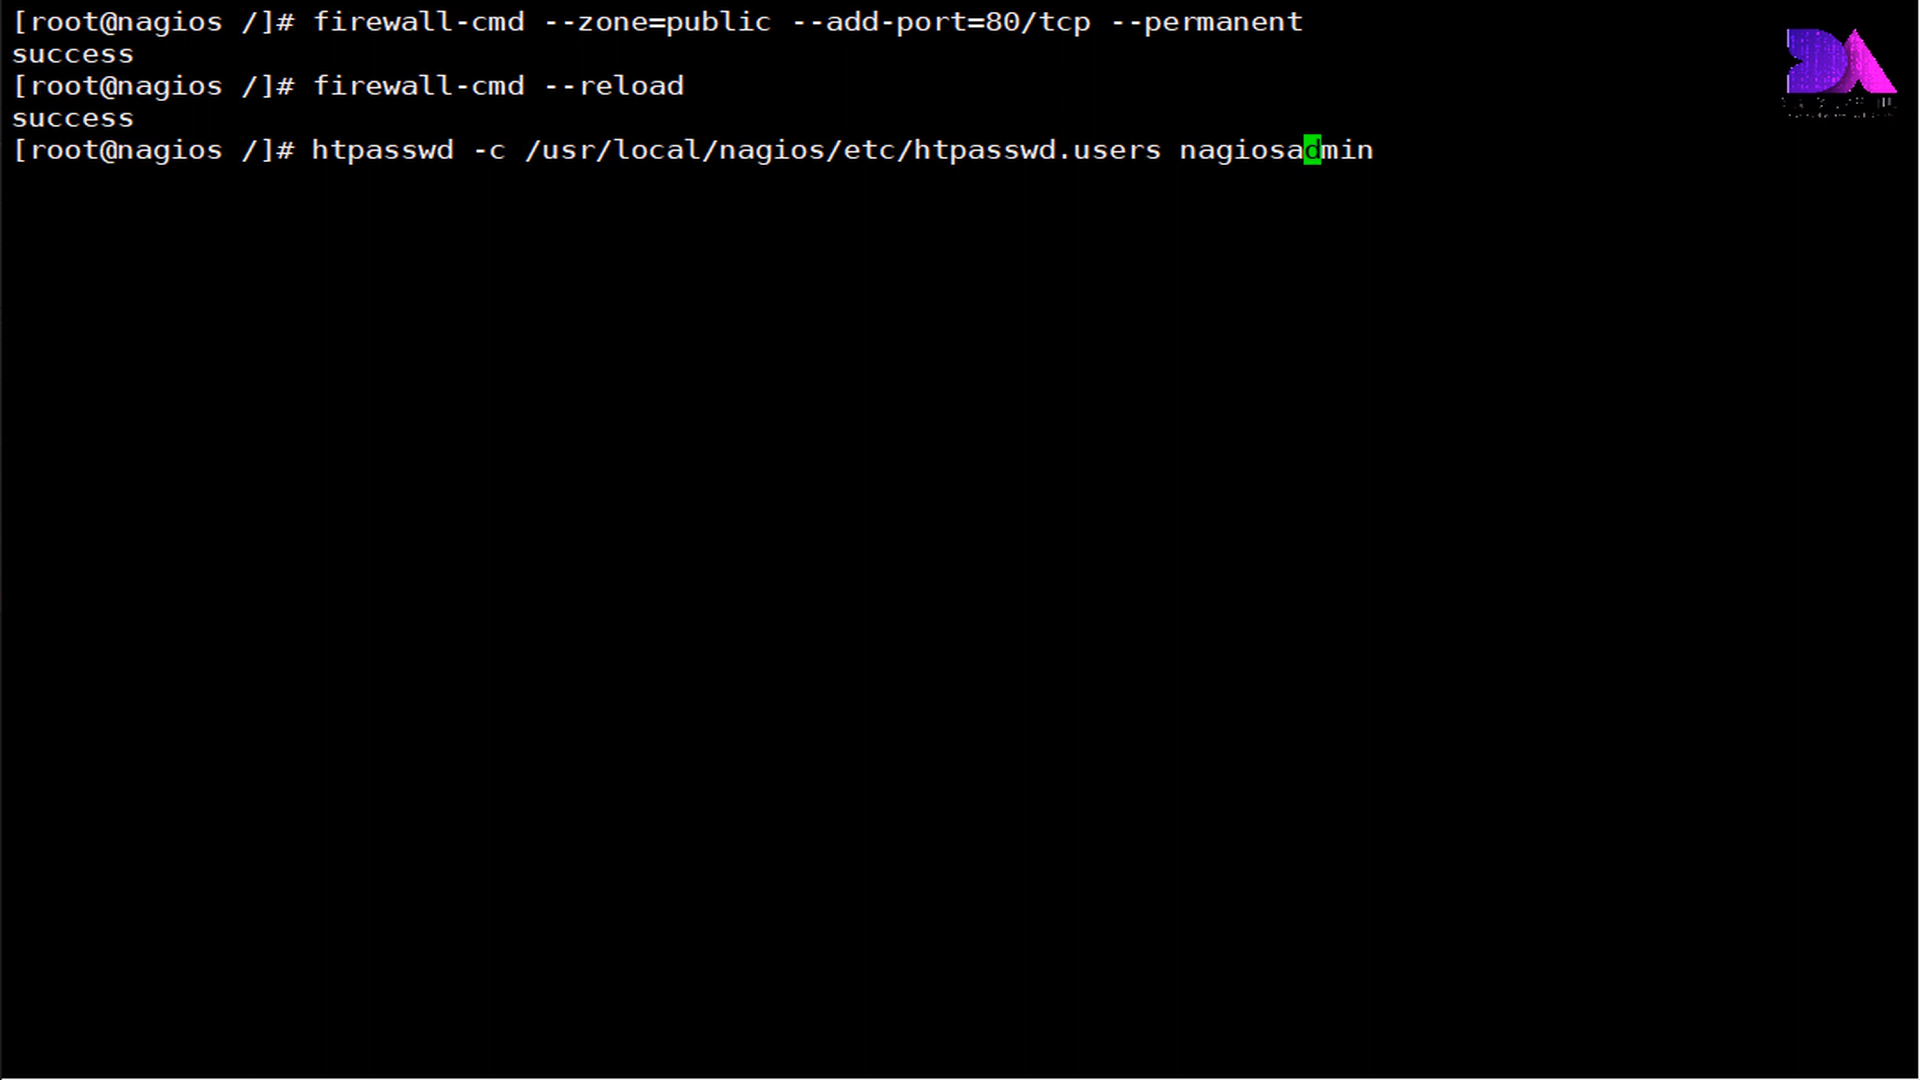 [root@nagios /]# firewall-cmd --zone=public --add-port=80/tcp --permanent
success
[root@nagios /]# firewall-cmd --reload
success
[root@nagios /]# htpasswd -c /usr/local/nagios/etc/htpasswd.users nagiosadmin